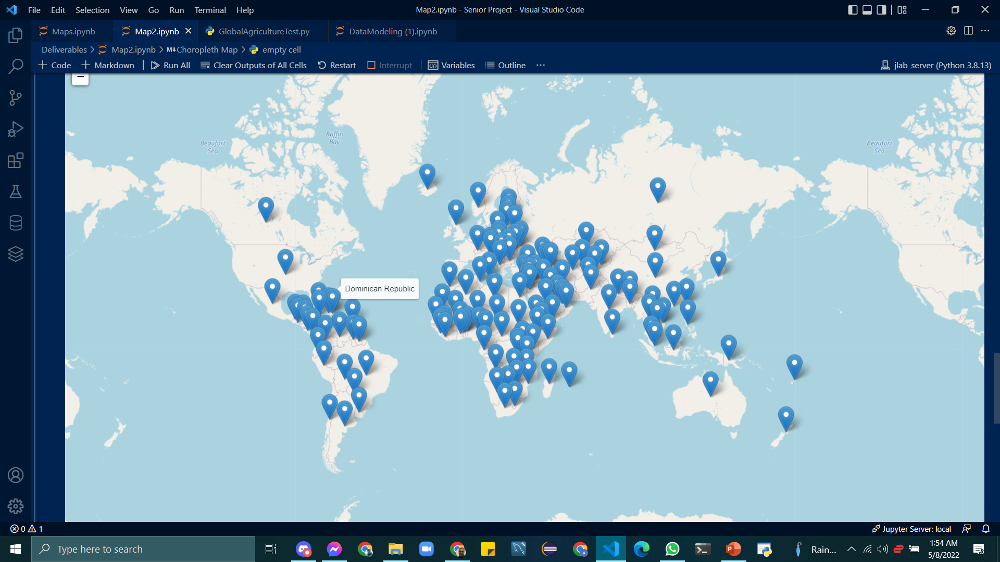 File Edit Selection View Go Run Terminal Help
Map2.ipynb - Senior Project - Visual Studio Code
Maps.ipynb Map2.ipynb GlobalAgricultureTest.py DataModeling (1).ipynb
Deliverables > Map2.ipynb > M↓Choropleth Map > empty cell
+ Code + Markdown Run All Clear Outputs of All Cells Restart Interrupt Variables Outline ...
jlab_server (Python 3.8.13)
−
Baffin
Bay
Beaufort
Sea
Beaufort
Sea
Dominican Republic
0 1
Jupyter Server: local
Type here to search
Rain...
1:54 AM
5/8/2022